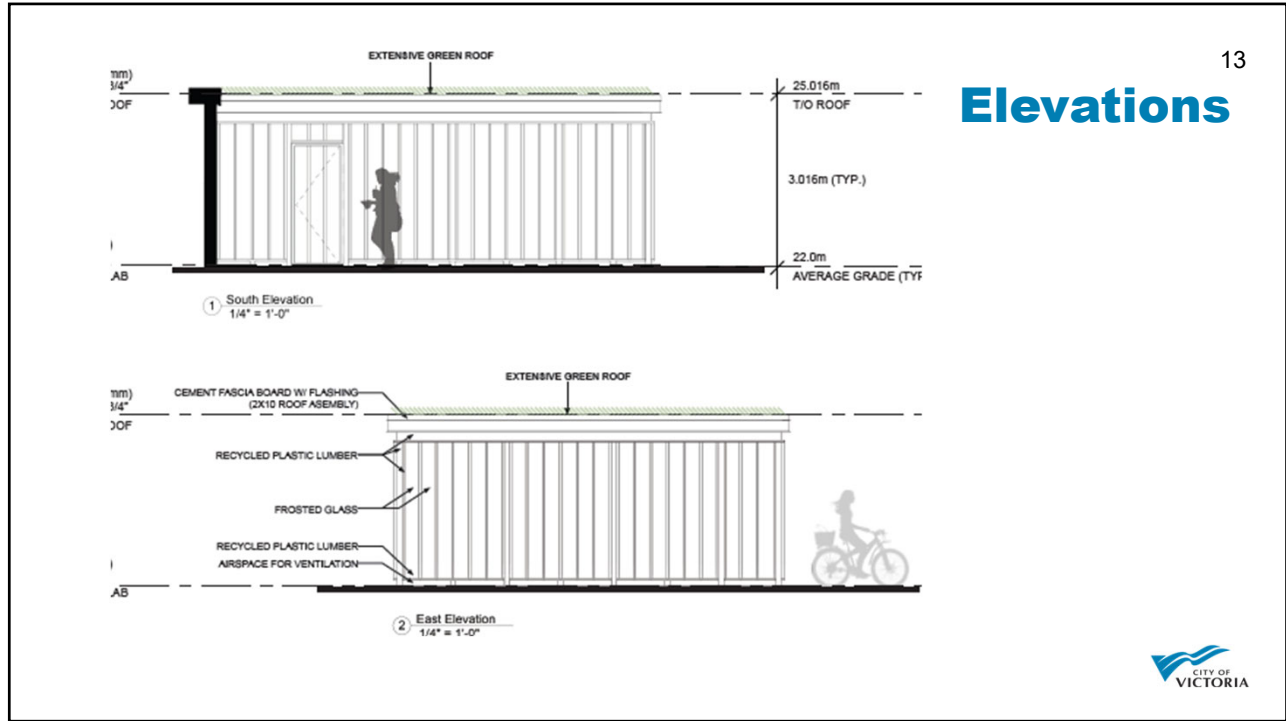 13
Elevations
EXTENSIVE GREEN ROOF
mm)
3/4"
OOF
25.016m
T/O ROOF
3.016m (TYP.)
)
LAB
22.0m
AVERAGE GRADE (TYP
1 South Elevation
1/4" = 1'-0"
EXTENSIVE GREEN ROOF
mm)
3/4"
OOF
CEMENT FASCIA BOARD W/ FLASHING
(2X10 ROOF ASEMBLY)
RECYCLED PLASTIC LUMBER
FROSTED GLASS
RECYCLED PLASTIC LUMBER
AIRSPACE FOR VENTILATION
)
LAB
2 East Elevation
1/4" = 1'-0"
CITY OF
VICTORIA